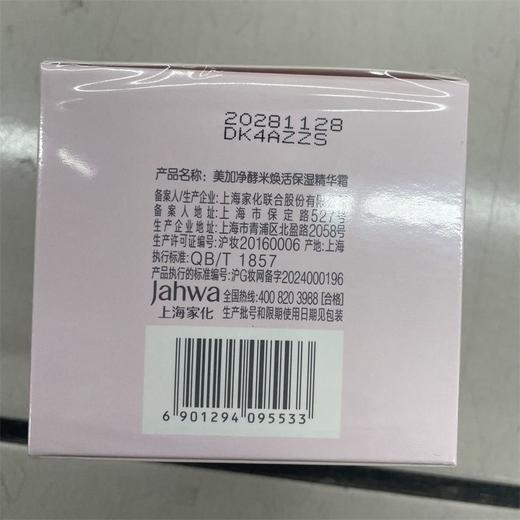 20281128
DK4AZZS
产品名称：美加净酵米焕活保湿精华霜
备案人/生产企业：上海家化联合股份有限公司
备案人地址：上海市保定路527号
生产企业地址：上海市青浦区北盈路2058号
生产许可证编号：沪妆20160006 产地：上海
执行标准：QB/T 1857
产品执行的标准编号：沪G妆网备字2024000196
Jahwa 全国热线：400 820 3988 [合格]
上海家化 生产批号和限期使用日期见包装
6 901294 095533